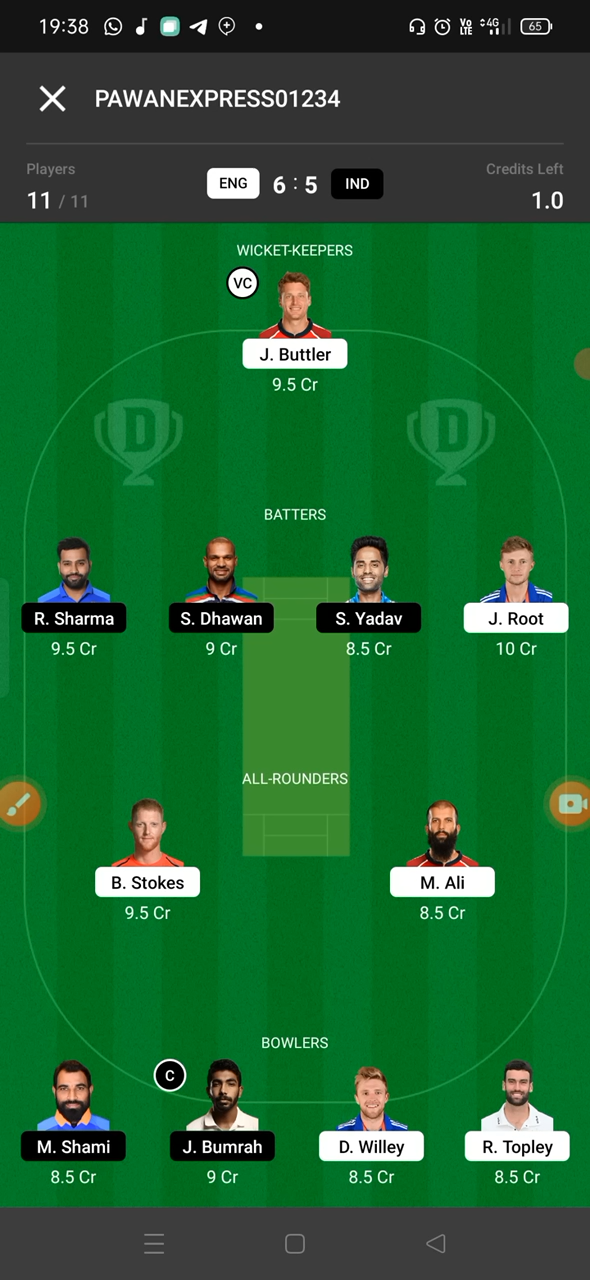 19:38
Vo LTE
4G
65
PAWANEXPRESS01234
Players
11 / 11
ENG 6 : 5 IND
Credits Left
1.0
WICKET-KEEPERS
VC
J. Buttler
9.5 Cr
D D
BATTERS
R. Sharma S. Dhawan S. Yadav J. Root
9.5 Cr 9 Cr 8.5 Cr 10 Cr
ALL-ROUNDERS
B. Stokes M. Ali
9.5 Cr 8.5 Cr
BOWLERS
C
M. Shami J. Bumrah D. Willey R. Topley
8.5 Cr 9 Cr 8.5 Cr 8.5 Cr